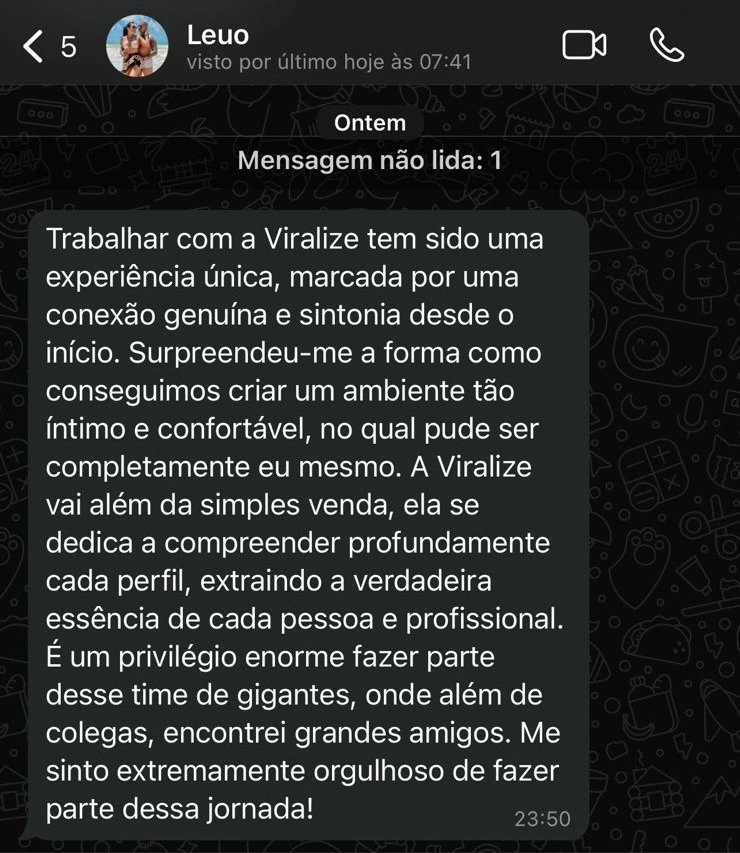 5
Leuo
visto por último hoje às 07:41
Ontem
Mensagem não lida: 1
Trabalhar com a Viralize tem sido uma
experiência única, marcada por uma
conexão genuína e sintonia desde o
início. Surpreendeu-me a forma como
conseguimos criar um ambiente tão
íntimo e confortável, no qual pude ser
completamente eu mesmo. A Viralize
vai além da simples venda, ela se
dedica a compreender profundamente
cada perfil, extraindo a verdadeira
essência de cada pessoa e profissional.
É um privilégio enorme fazer parte
desse time de gigantes, onde além de
colegas, encontrei grandes amigos. Me
sinto extremamente orgulhoso de fazer
parte dessa jornada!
23:50